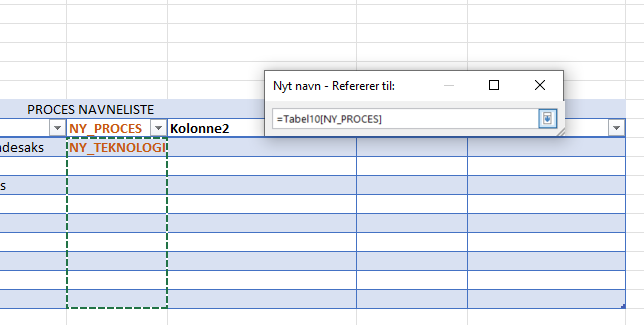 Nyt navn - Refererer til:
=Tabel10[NY_PROCES]
PROCES NAVNELISTE
NY_PROCES Kolonne2
ndesaks NY_TEKNOLOGI
s